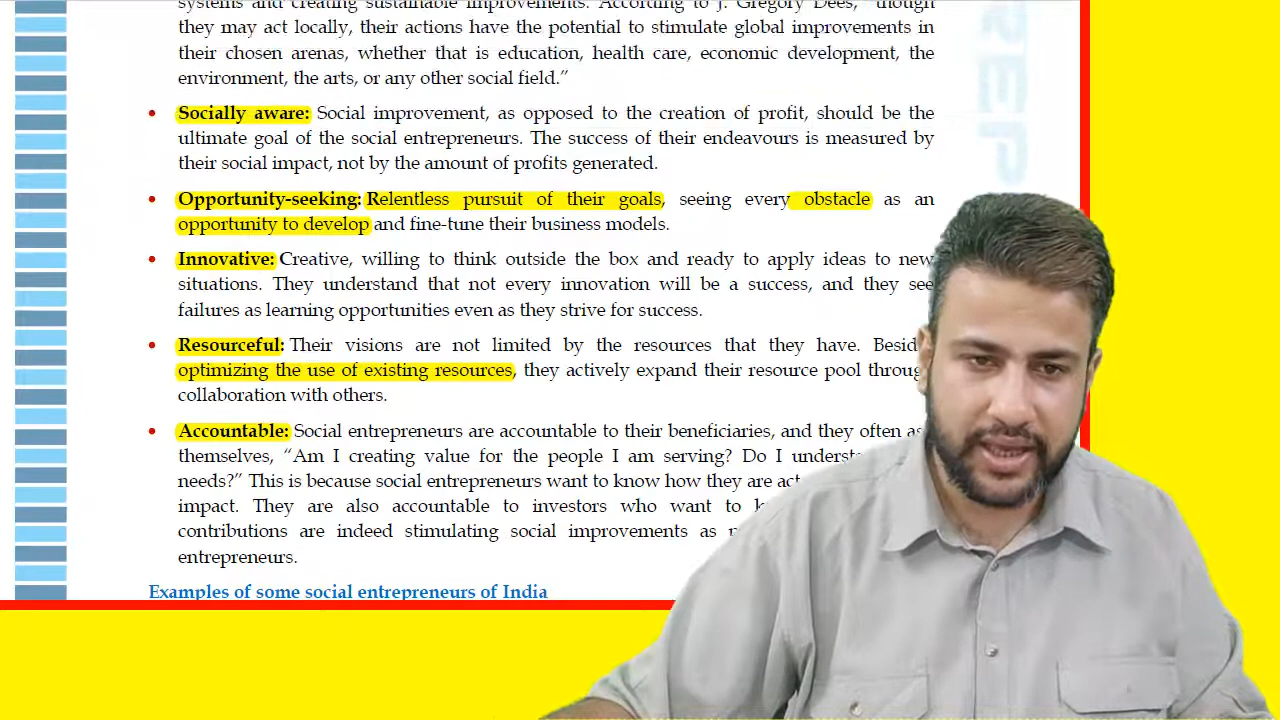 systems and creating sustainable improvements. According to J. Gregory Dees, "though
they may act locally, their actions have the potential to stimulate global improvements in
their chosen arenas, whether that is education, health care, economic development, the
environment, the arts, or any other social field.”
• Socially aware: Social improvement, as opposed to the creation of profit, should be the
ultimate goal of the social entrepreneurs. The success of their endeavours is measured by
their social impact, not by the amount of profits generated.
• Opportunity-seeking: Relentless pursuit of their goals, seeing every obstacle as an
opportunity to develop and fine-tune their business models.
• Innovative: Creative, willing to think outside the box and ready to apply ideas to new
situations. They understand that not every innovation will be a success, and they see
failures as learning opportunities even as they strive for success.
• Resourceful: Their visions are not limited by the resources that they have.
optimizing the use of existing resources, they actively expand their resource pool
collaboration with others.
• Accountable: Social entrepreneurs are accountable to their beneficiaries, and they often
themselves, “Am I creating value for the people I am serving? Do I
needs?” This is because social entrepreneurs want to know how they are
impact. They are also accountable to investors who want to
contributions are indeed stimulating social improvements as
entrepreneurs.
Examples of some social entrepreneurs of India